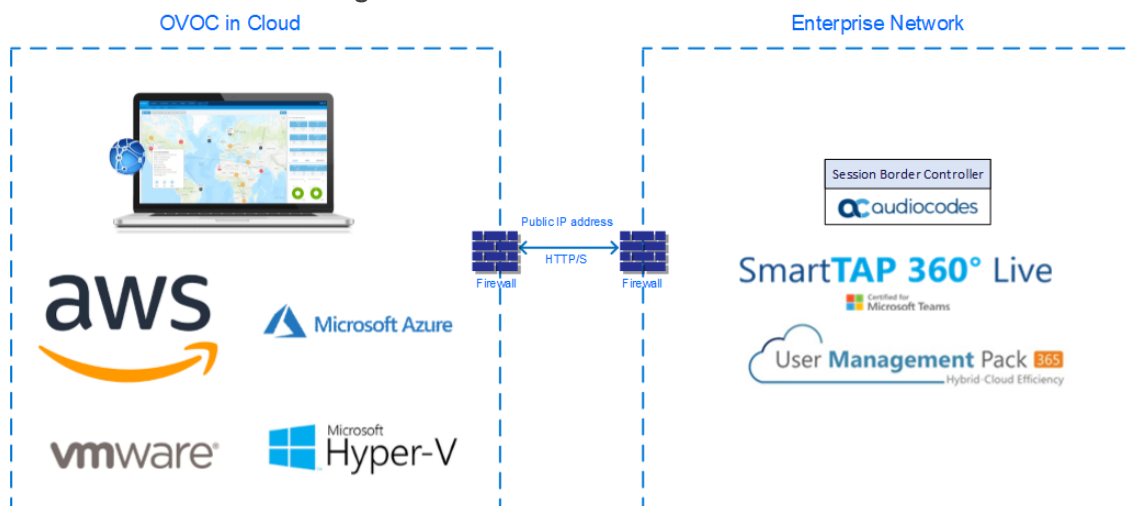 OVOC in Cloud
Enterprise Network
Public IP address
HTTP/S
Firewall
Firewall
aws
Microsoft Azure
vmware®
Microsoft
Hyper-V
Session Border Controller
audiocodes
SmartTAP 360° Live
Certified for
Microsoft Teams
User Management Pack 365
Hybrid-Cloud Efficiency